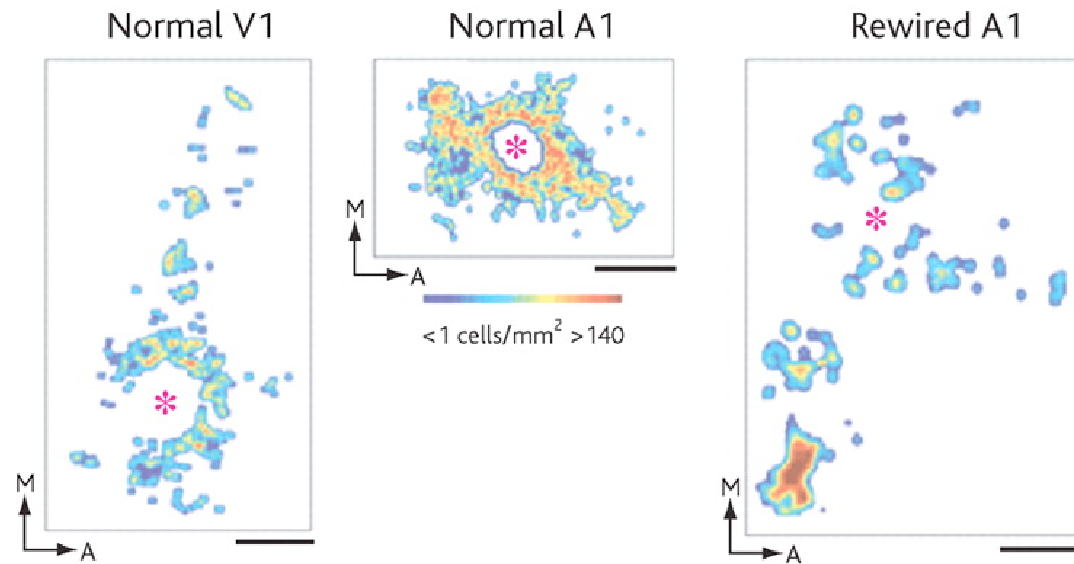 Normal V1
Normal A1
Rewired A1
*
*
*
M
A
<1 cells/mm² >140
M
A
M
A